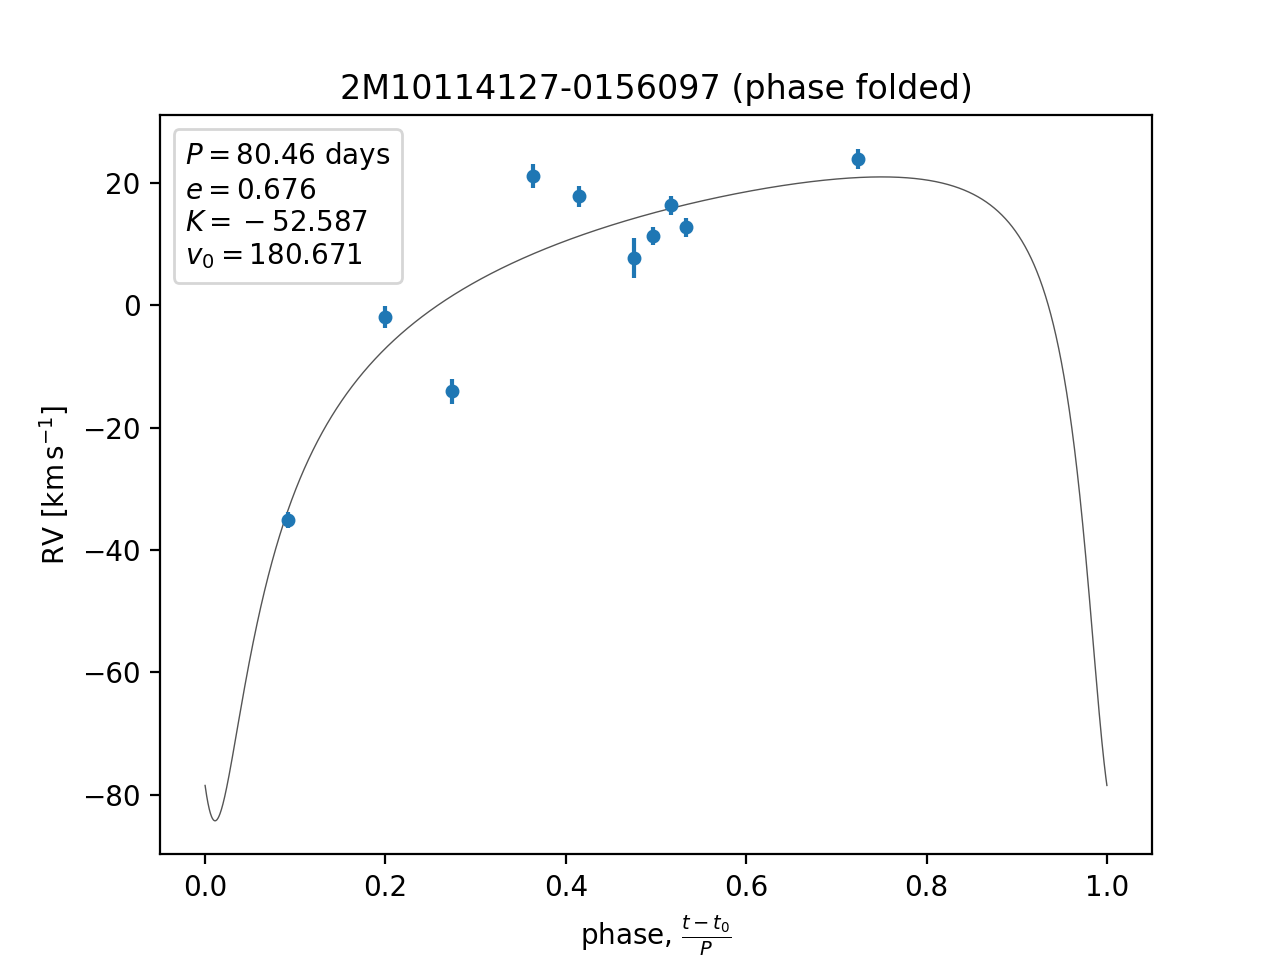 2M10114127-0156097 (phase folded)
P = 80.46 days
e = 0.676
K = −52.587
v₀ = 180.671
20
0
−20
−40
−60
−80
RV [km s⁻¹]
0.0 0.2 0.4 0.6 0.8 1.0
phase, (t − t₀)/P